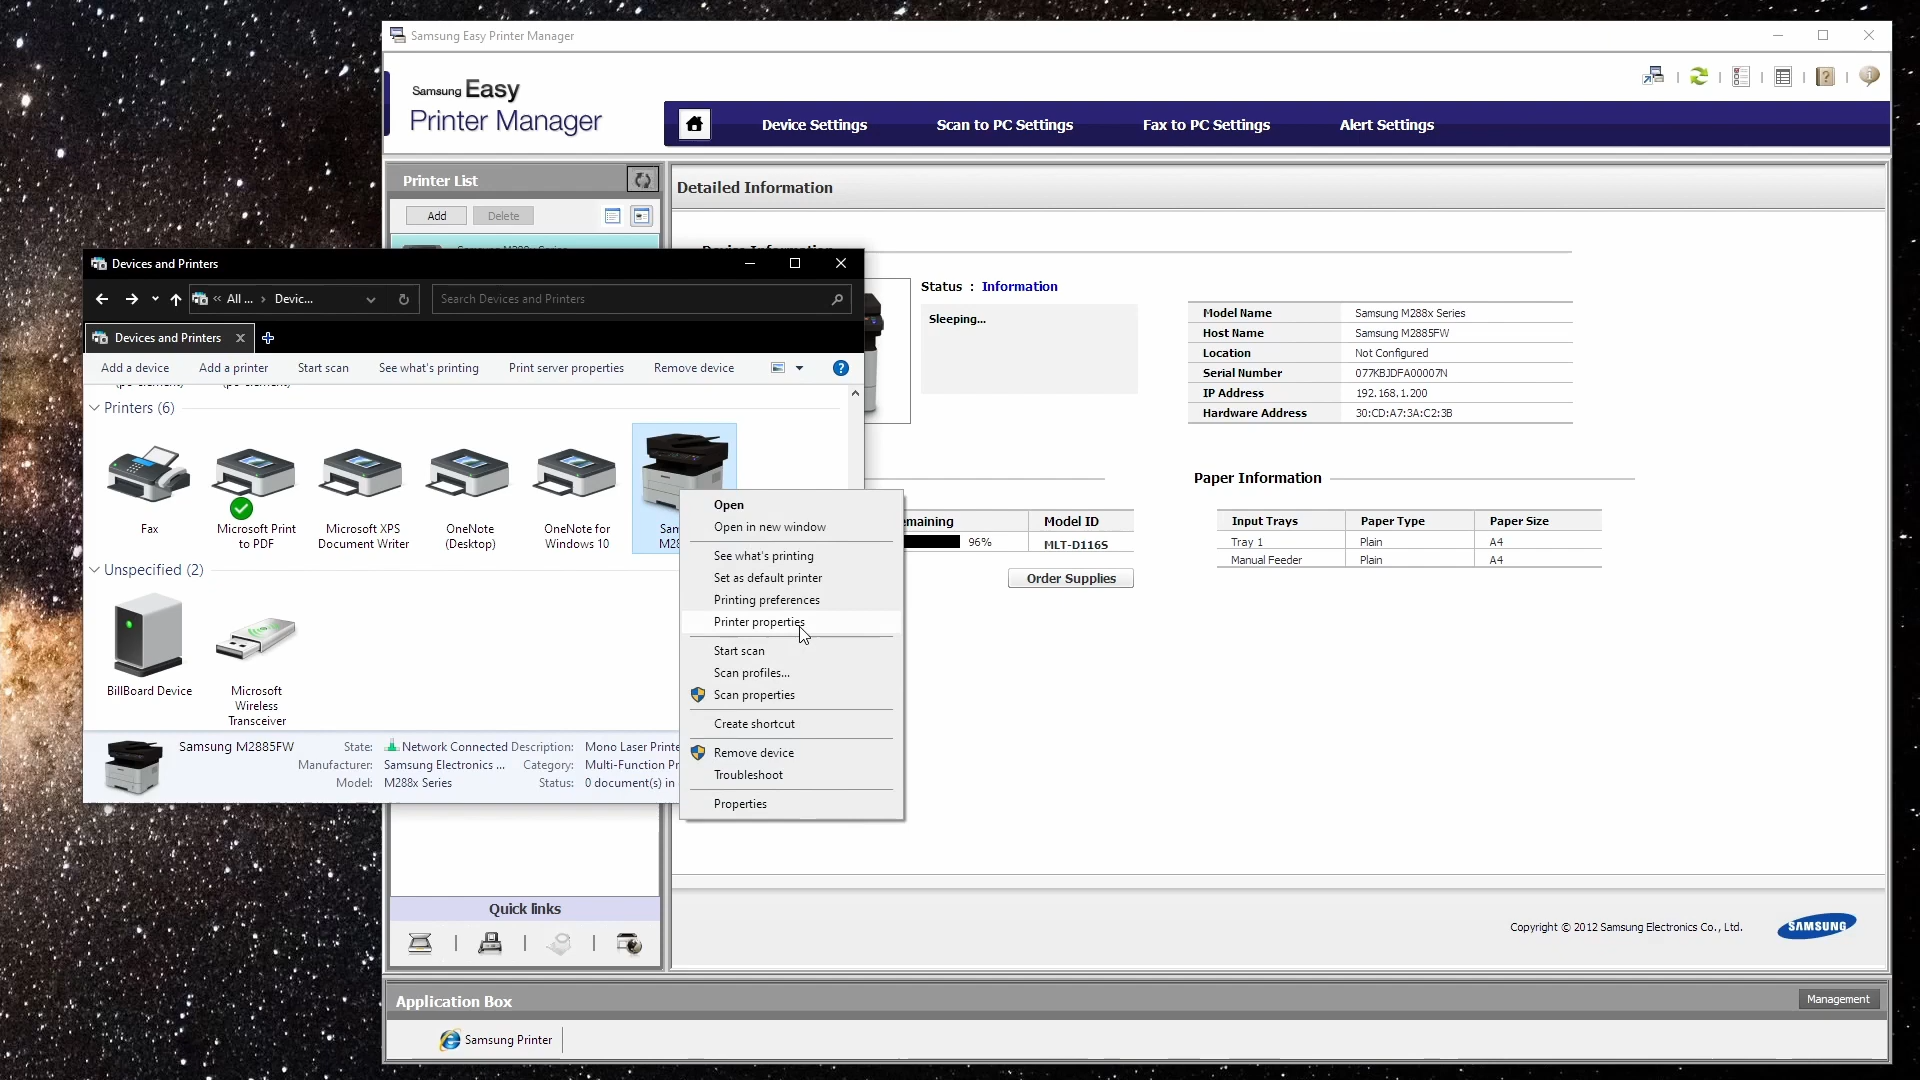 Samsung Easy Printer Manager
Samsung Easy
Printer Manager
Device Settings
Scan to PC Settings
Fax to PC Settings
Alert Settings
Printer List
Add
Delete
Detailed Information
Device Information
Status : Information
Sleeping...
Model Name Samsung M288x Series
Host Name Samsung M2885FW
Location Not Configured
Serial Number 077KBJDFA00007N
IP Address 192.168.1.200
Hardware Address 30:CD:A7:3A:C2:3B
Paper Information
Input Trays Paper Type Paper Size
Tray 1 Plain A4
Manual Feeder Plain A4
emaining Model ID
96% MLT-D116S
Order Supplies
Devices and Printers
« All ... › Devic...
Search Devices and Printers
Devices and Printers
Add a device
Add a printer
Start scan
See what's printing
Print server properties
Remove device
Printers (6)
Fax
Microsoft Print
to PDF
Microsoft XPS
Document Writer
OneNote
(Desktop)
OneNote for
Windows 10
Sam
M28
Unspecified (2)
BillBoard Device
Microsoft
Wireless
Transceiver
Samsung M2885FW
State: Network Connected
Description: Mono Laser Printe
Manufacturer: Samsung Electronics ...
Category: Multi-Function Pr
Model: M288x Series
Status: 0 document(s) in
Open
Open in new window
See what's printing
Set as default printer
Printing preferences
Printer properties
Start scan
Scan profiles...
Scan properties
Create shortcut
Remove device
Troubleshoot
Properties
Quick links
Copyright © 2012 Samsung Electronics Co., Ltd.
SAMSUNG
Application Box
Management
Samsung Printer